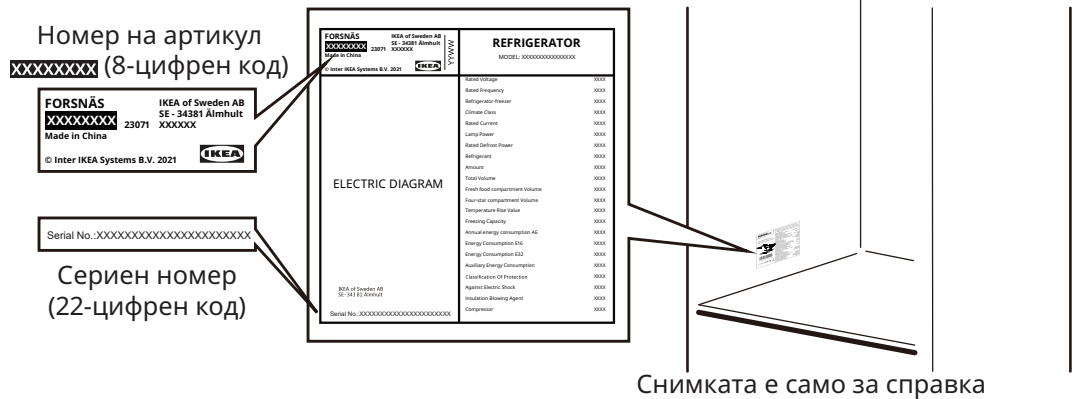 Номер на артикул
XXXXXXXX (8-цифрен код)
FORSNÄS
XXXXXXXX 23071
Made in China
© Inter IKEA Systems B.V. 2021
IKEA of Sweden AB
SE - 34381 Älmhult
XXXXXX
IKEA
Serial No.:XXXXXXXXXXXXXXXXXXXXXX
Сериен номер
(22-цифрен код)
FORSNÄS
XXXXXXXX 23071
Made in China
© Inter IKEA Systems B.V. 2021
IKEA of Sweden AB
SE - 34381 Älmhult
XXXXXX
IKEA
YYWW
REFRIGERATOR
MODEL: XXXXXXXXXXXXXXXX
ELECTRIC DIAGRAM
IKEA of Sweden AB
SE- 343 81 Älmhult
Serial No.:XXXXXXXXXXXXXXXXXXXXXX
Rated Voltage XXXX
Rated Frequency XXXX
Refrigerator-freezer XXXX
Climate Class XXXX
Rated Current XXXX
Lamp Power XXXX
Rated Defrost Power XXXX
Refrigerant XXXX
Amount XXXX
Total Volume XXXX
Fresh food compartment Volume XXXX
Four-star compartment Volume XXXX
Temperature Rise Value XXXX
Freezing Capacity XXXX
Annual energy consumption AE XXXX
Energy Consumption E16 XXXX
Energy Consumption E32 XXXX
Auxiliary Energy Consumption XXXX
Classification Of Protection XXXX
Against Electric Shock XXXX
Insulation Blowing Agent XXXX
Compressor XXXX
Снимката е само за справка